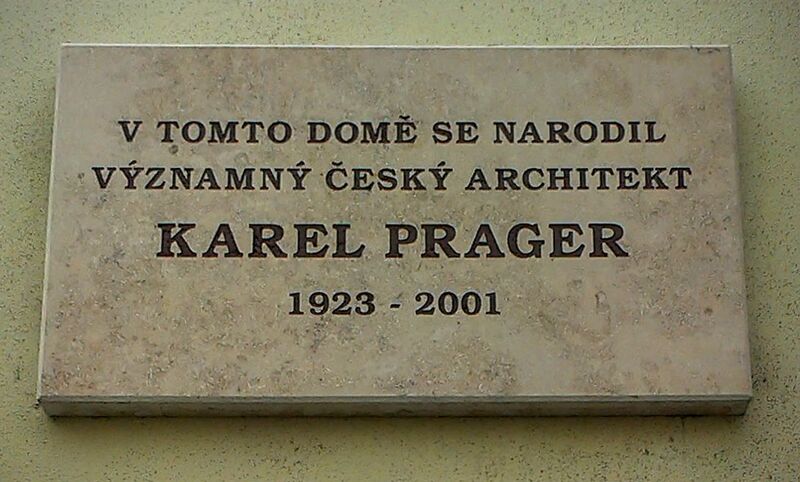 V TOMTO DOMĚ SE NARODIL
VÝZNAMNÝ ČESKÝ ARCHITEKT
KAREL PRAGER
1923 - 2001